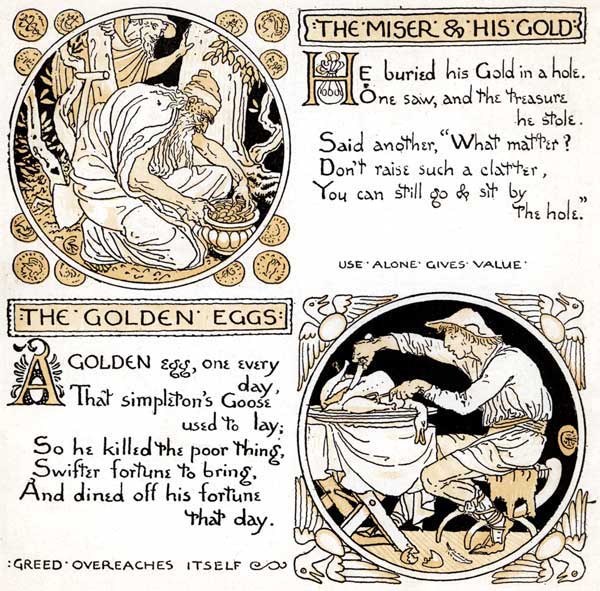 THE · MISER & HIS · GOLD
HE buried his Gold in a hole.
One saw, and the treasure
he stole.
Said another, "What matter?
Don't raise such a clatter,
You can still go & sit by
the hole."
USE · ALONE · GIVES · VALUE ·
THE · GOLDEN · EGGS
A GOLDEN Egg, one every
day,
That simpleton's Goose
used to lay;
So he killed the poor thing,
Swifter fortune to bring,
And dined off his fortune
that day.
:GREED · OVEREACHES ITSELF